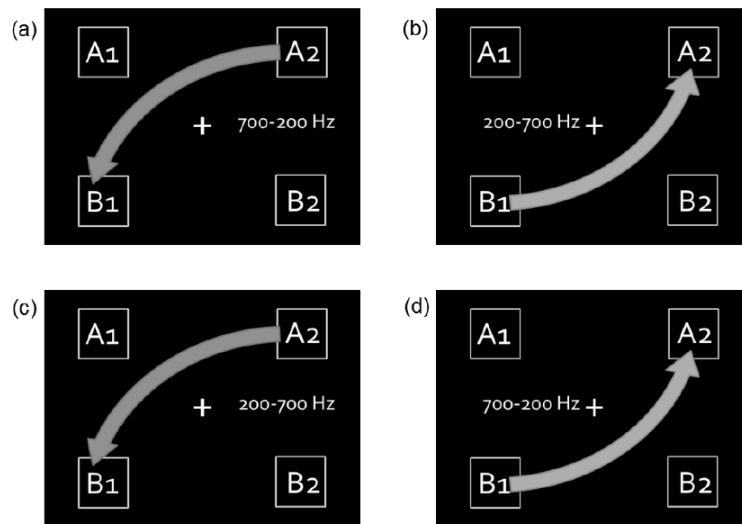 (a)
A1 A2
+ 700-200 Hz
B1 B2
(b)
A1 A2
200-700 Hz +
B1 B2
(c)
A1 A2
+ 200-700 Hz
B1 B2
(d)
A1 A2
700-200 Hz +
B1 B2